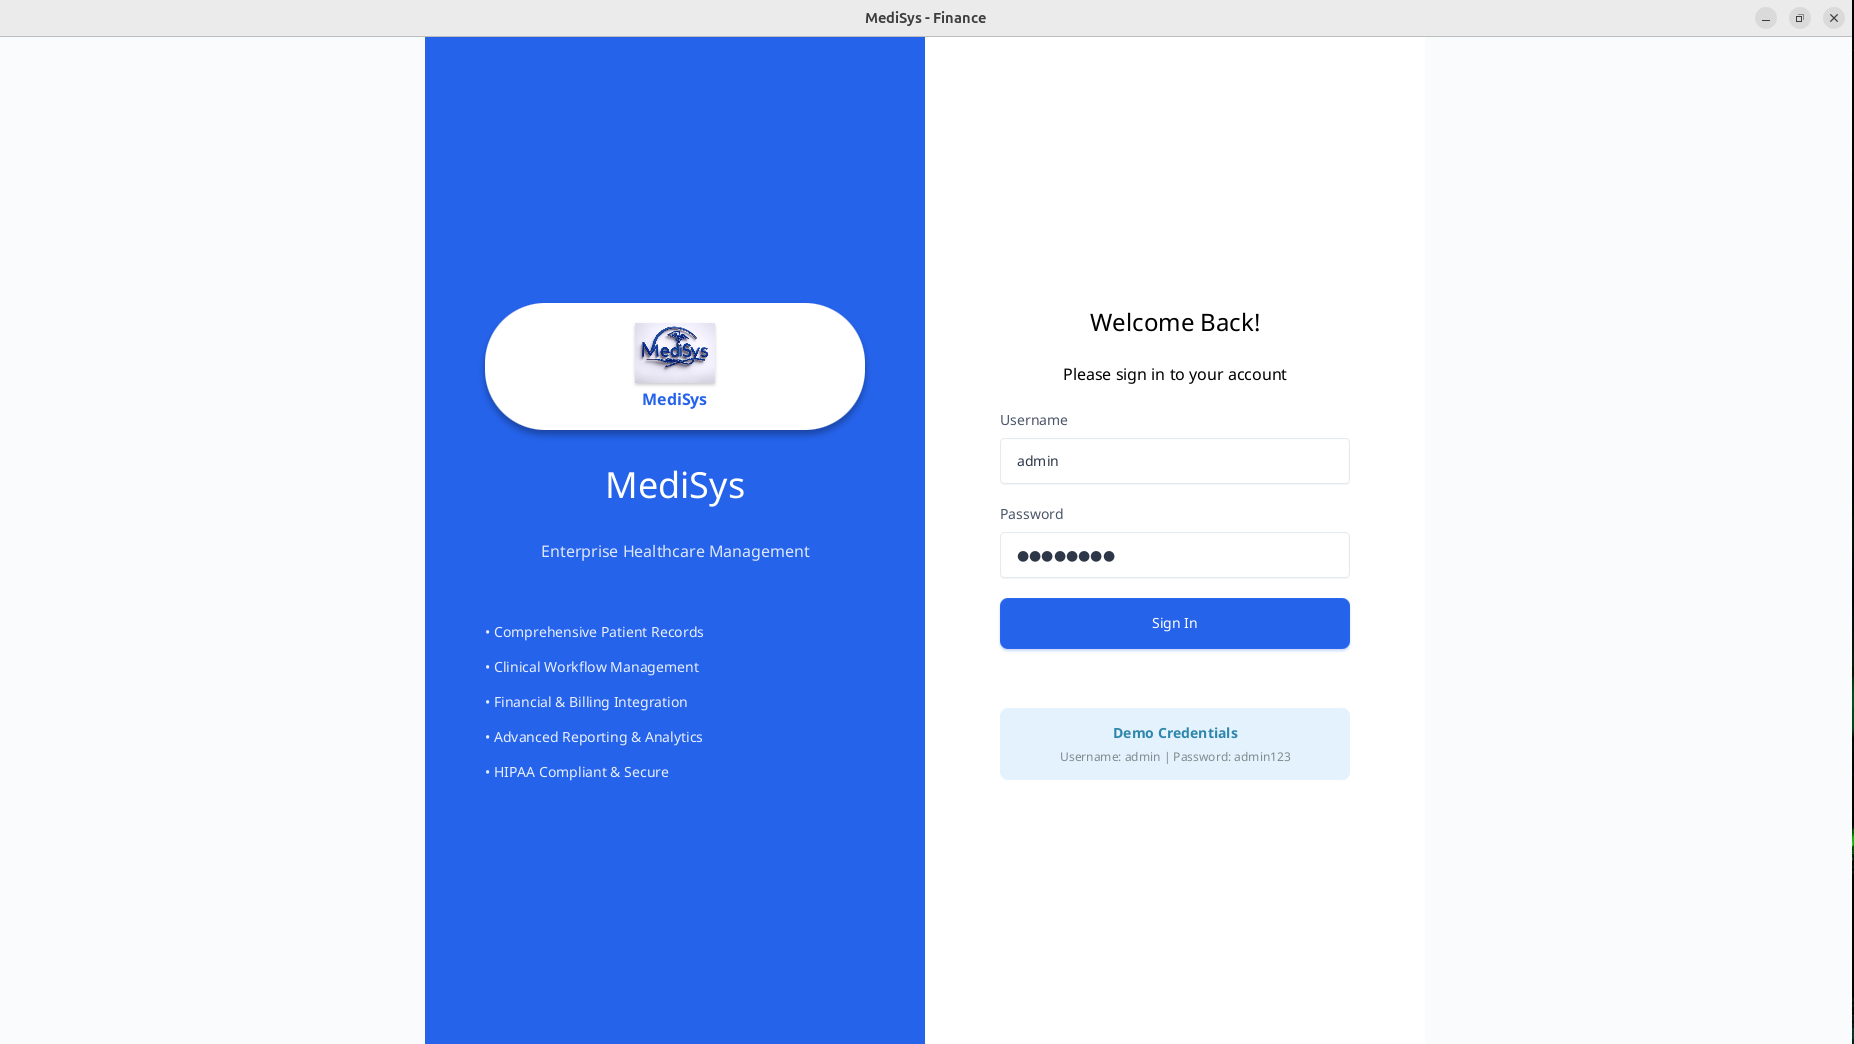 MediSys - Finance
MediSys
MediSys
MediSys
Enterprise Healthcare Management
• Comprehensive Patient Records
• Clinical Workflow Management
• Financial & Billing Integration
• Advanced Reporting & Analytics
• HIPAA Compliant & Secure
Welcome Back!
Please sign in to your account
Username
admin
Password
●●●●●●●●
Sign In
Demo Credentials
Username: admin | Password: admin123